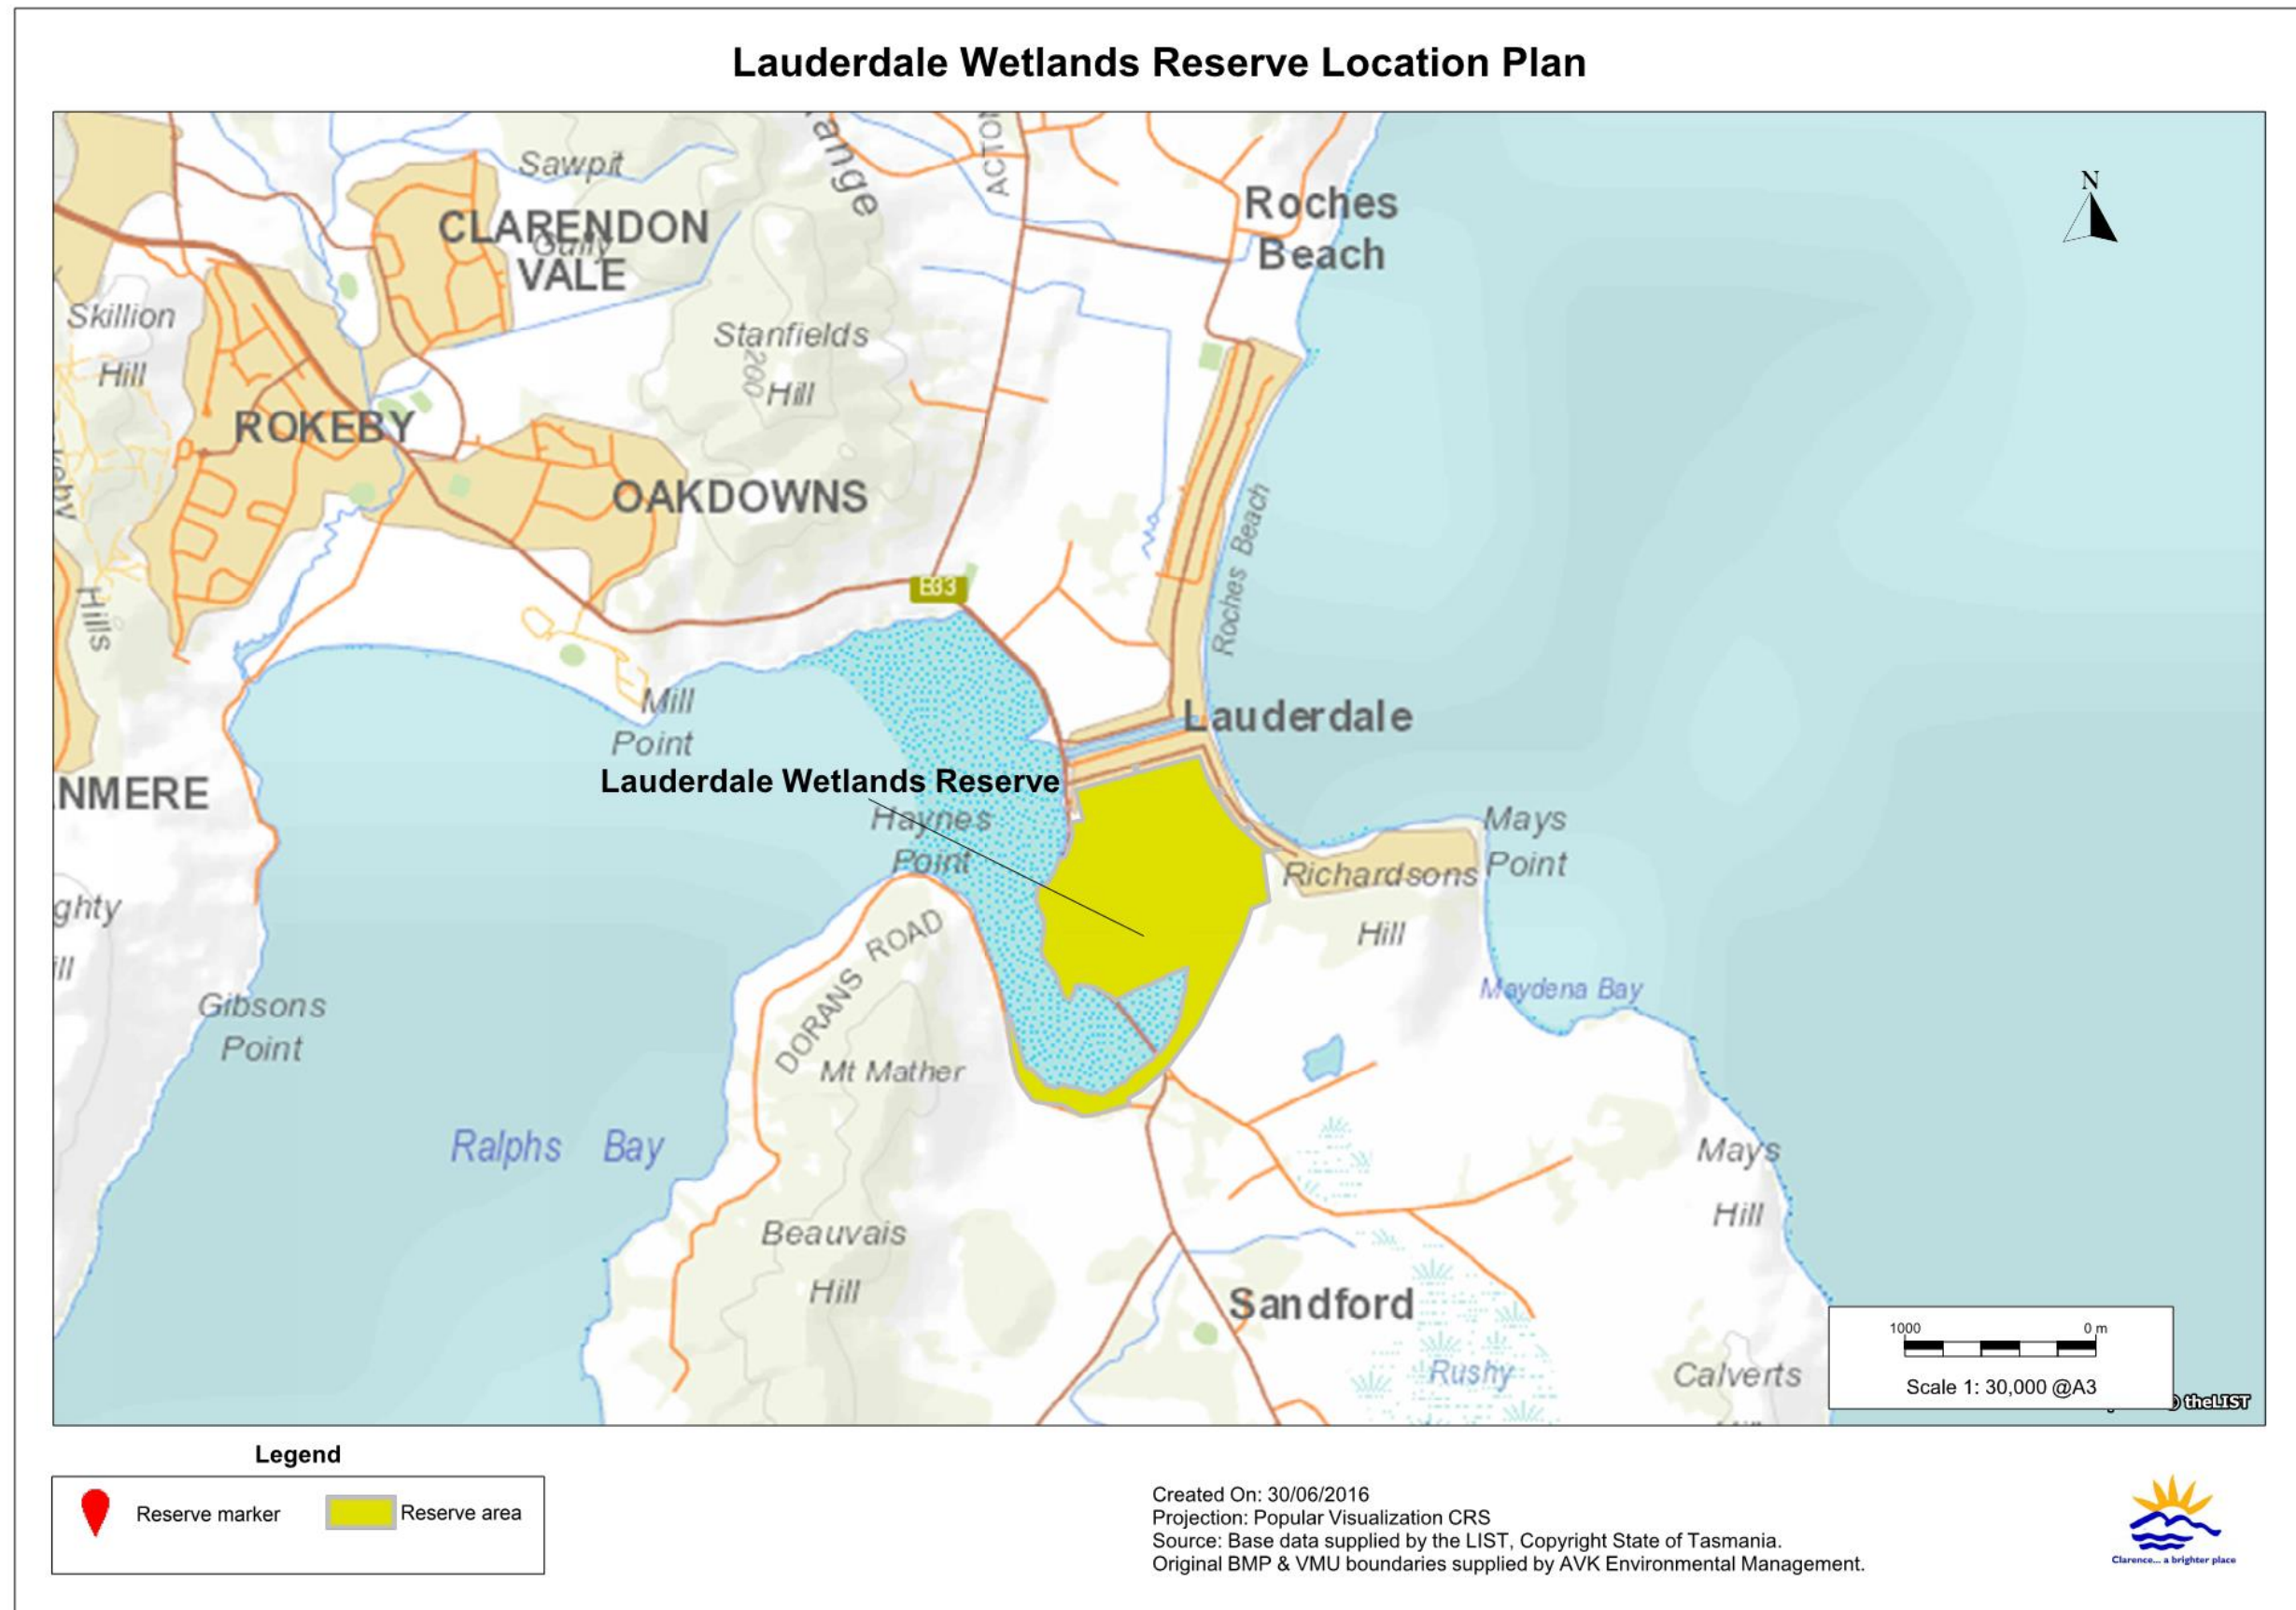 Lauderdale Wetlands Reserve Location Plan
ACTON
Sawpit
Gully
CLARENDON
VALE
Roches
Beach
N
Skillion
Hill
Stanfields
200
Hill
ROKEBY
OAKDOWNS
Roches Beach
B33
Hills
Mill
Point
Lauderdale
Lauderdale Wetlands Reserve
NMERE
Haynes
Point
Mays
Point
Richardsons
Hill
ghty
ill
DORANS ROAD
Gibsons
Point
Maydena Bay
Mt Mather
Ralphs Bay
Mays
Hill
Beauvais
Hill
Sandford
Rushy
Calverts
1000 0 m
Scale 1: 30,000 @A3
© theLIST
Legend
Reserve marker
Reserve area
Created On: 30/06/2016
Projection: Popular Visualization CRS
Source: Base data supplied by the LIST, Copyright State of Tasmania.
Original BMP & VMU boundaries supplied by AVK Environmental Management.
Clarence... a brighter place